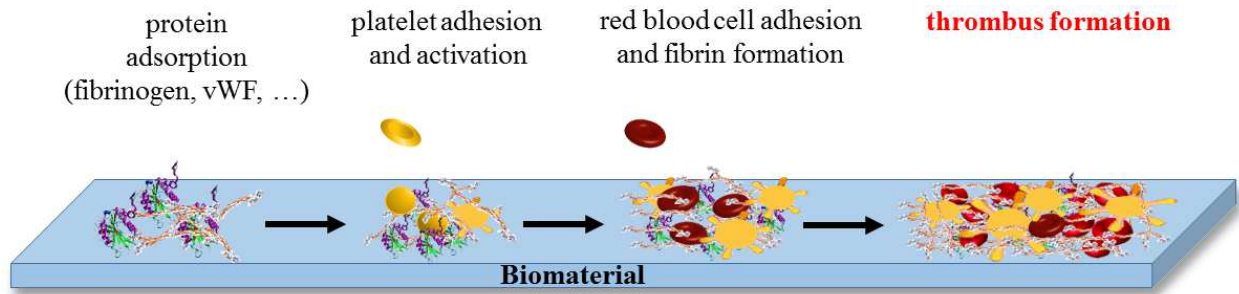 protein
adsorption
(fibrinogen, vWF, …)
platelet adhesion
and activation
red blood cell adhesion
and fibrin formation
thrombus formation
Biomaterial